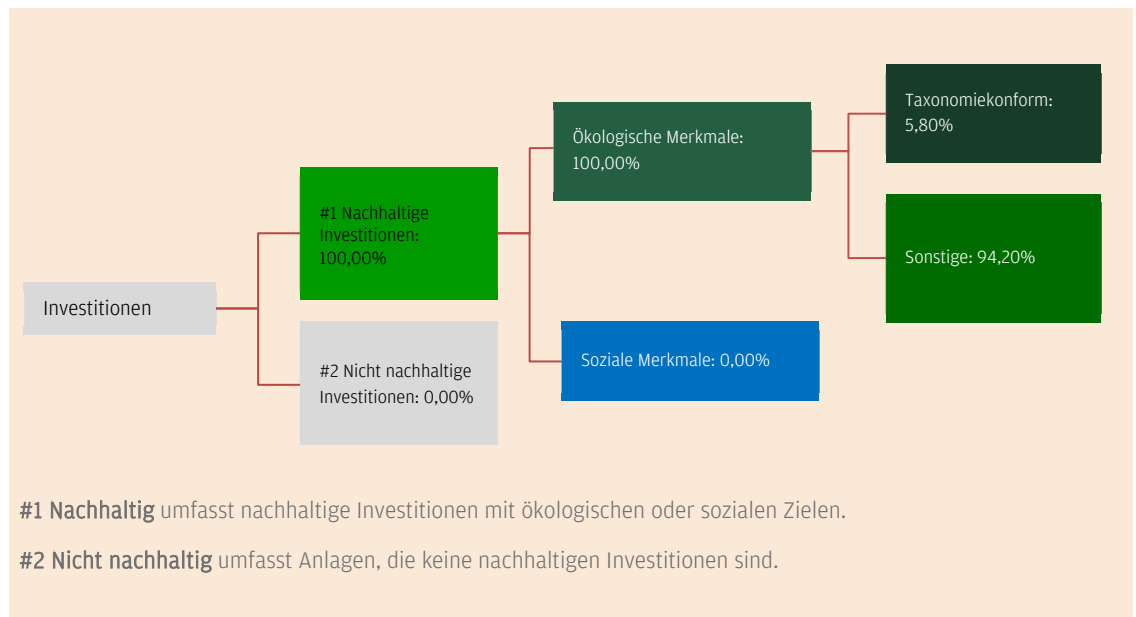 Investitionen
#1 Nachhaltige
Investitionen:
100,00%
#2 Nicht nachhaltige
Investitionen: 0,00%
Ökologische Merkmale:
100,00%
Soziale Merkmale: 0,00%
Taxonomiekonform:
5,80%
Sonstige: 94,20%
#1 Nachhaltig umfasst nachhaltige Investitionen mit ökologischen oder sozialen Zielen.
#2 Nicht nachhaltig umfasst Anlagen, die keine nachhaltigen Investitionen sind.